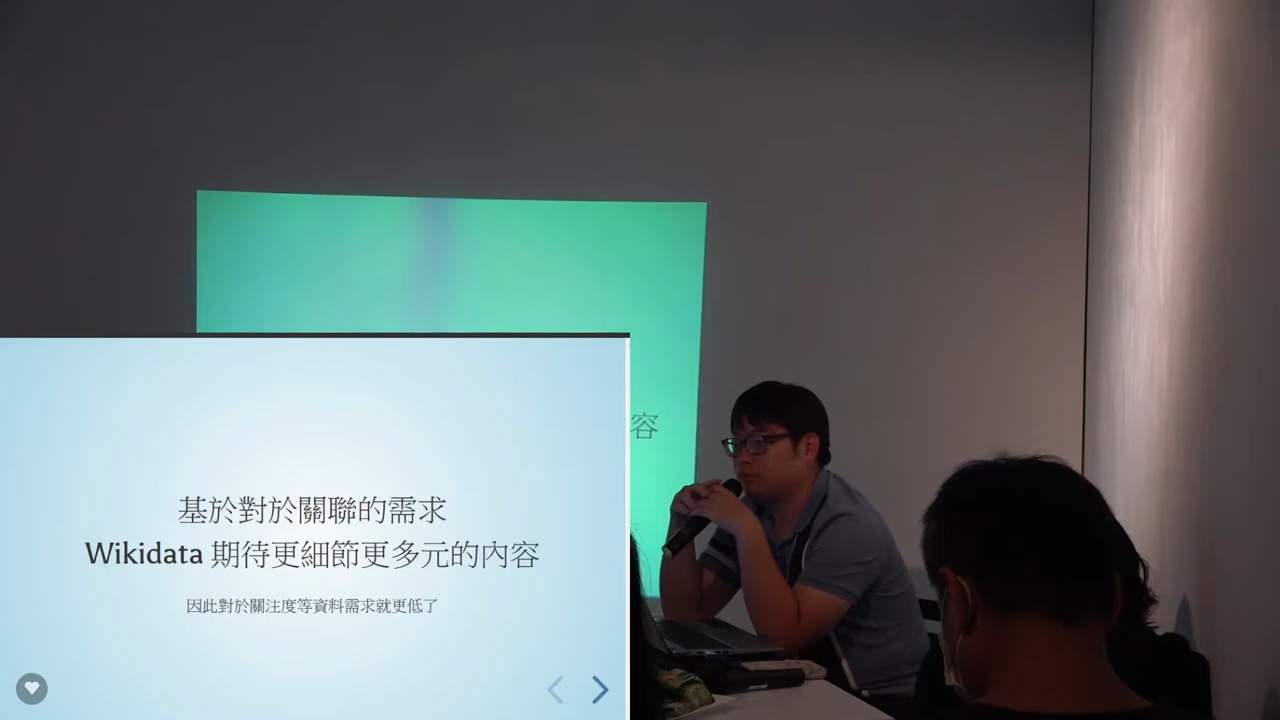 基於對於關聯的需求
Wikidata 期待更細節更多元的內容
因此對於關注度等資料需求就更低了
容